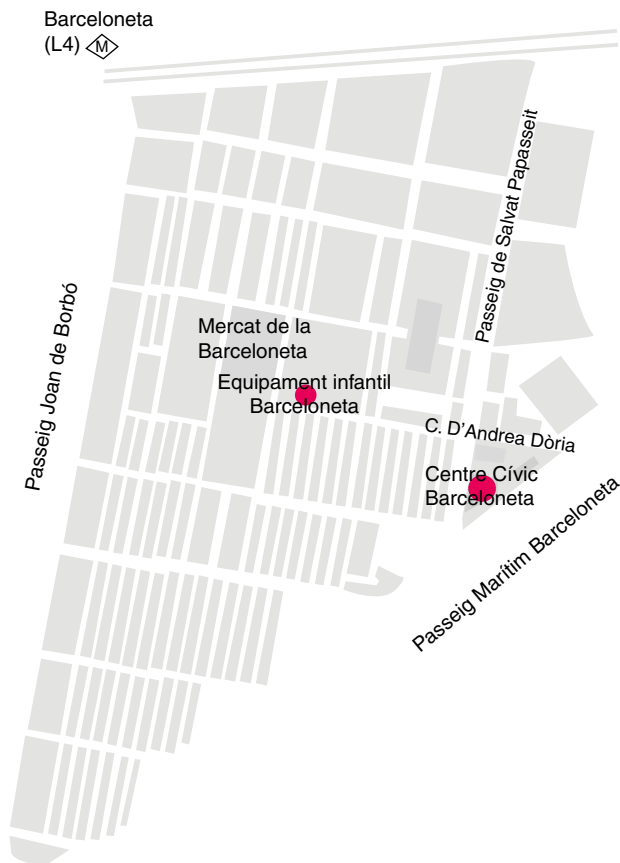 Barceloneta
(L4) M
Passeig de Salvat Papasseit
Passeig Joan de Borbó
Mercat de la
Barceloneta
Equipament infantil
Barceloneta
C. D'Andrea Dòria
Centre Cívic
Barceloneta
Passeig Marítim Barceloneta